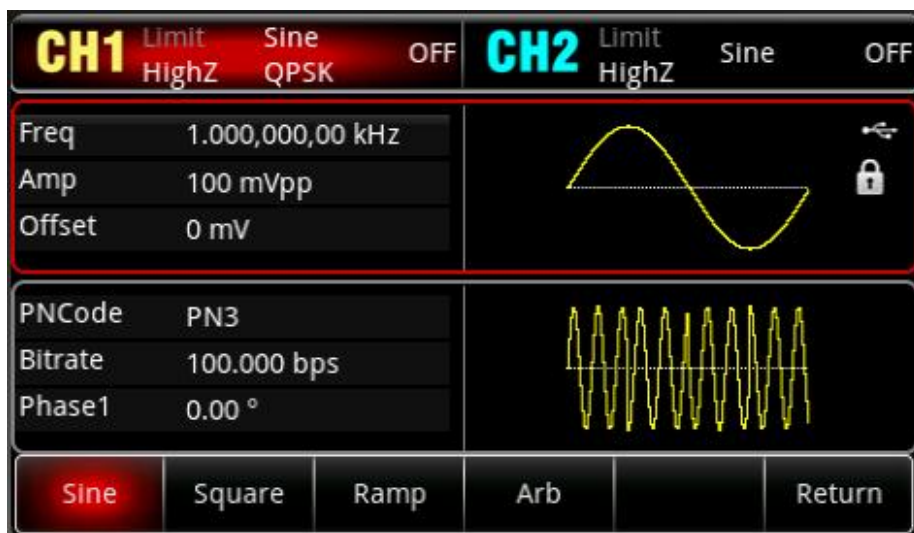 CH1 Limit Sine OFF CH2 Limit Sine OFF
HighZ QPSK HighZ
Freq 1.000,000,00 kHz
Amp 100 mVpp
Offset 0 mV
PNCode PN3
Bitrate 100.000 bps
Phase1 0.00 °
Sine Square Ramp Arb Return